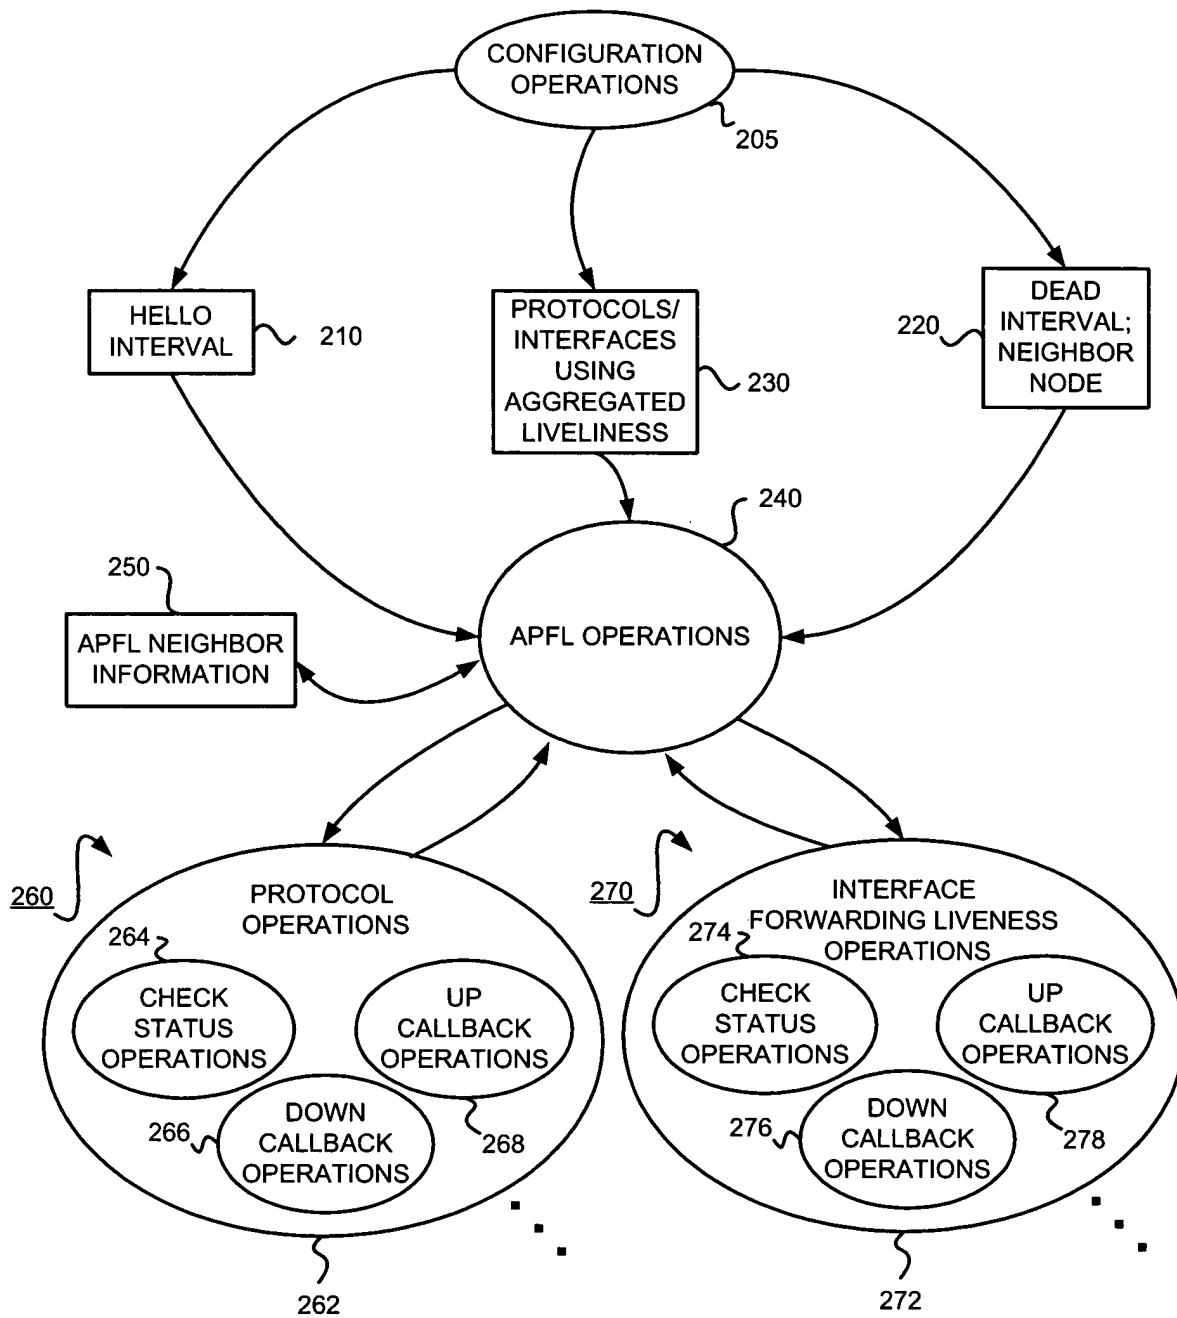 CONFIGURATION
OPERATIONS
205
HELLO
INTERVAL
210
PROTOCOLS/
INTERFACES
USING
AGGREGATED
LIVELINESS
230
DEAD
INTERVAL;
NEIGHBOR
NODE
220
240
APFL OPERATIONS
250
APFL NEIGHBOR
INFORMATION
260
PROTOCOL
OPERATIONS
264
CHECK
STATUS
OPERATIONS
UP
CALLBACK
OPERATIONS
266
DOWN
CALLBACK
OPERATIONS
268
262
270
INTERFACE
FORWARDING LIVENESS
OPERATIONS
274
CHECK
STATUS
OPERATIONS
UP
CALLBACK
OPERATIONS
276
DOWN
CALLBACK
OPERATIONS
278
272